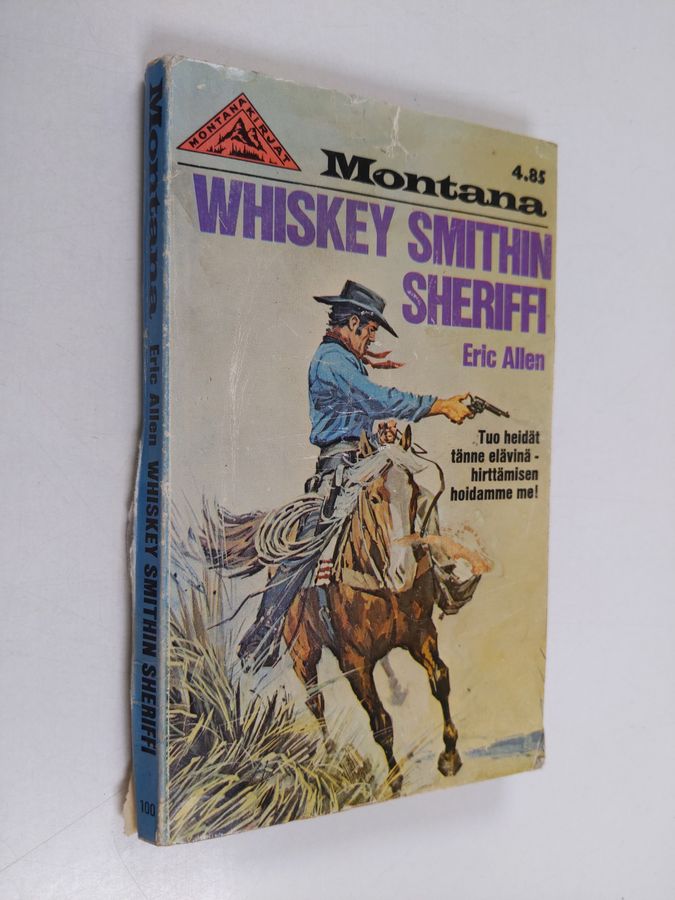 MONTANA KIRJAT
Montana
4.85
WHISKEY SMITHIN
SHERIFFI
Eric Allen
Tuo heidät
tänne elävinä -
hirttämisen
hoidamme me!
Montana Eric Allen WHISKEY SMITHIN SHERIFFI 100